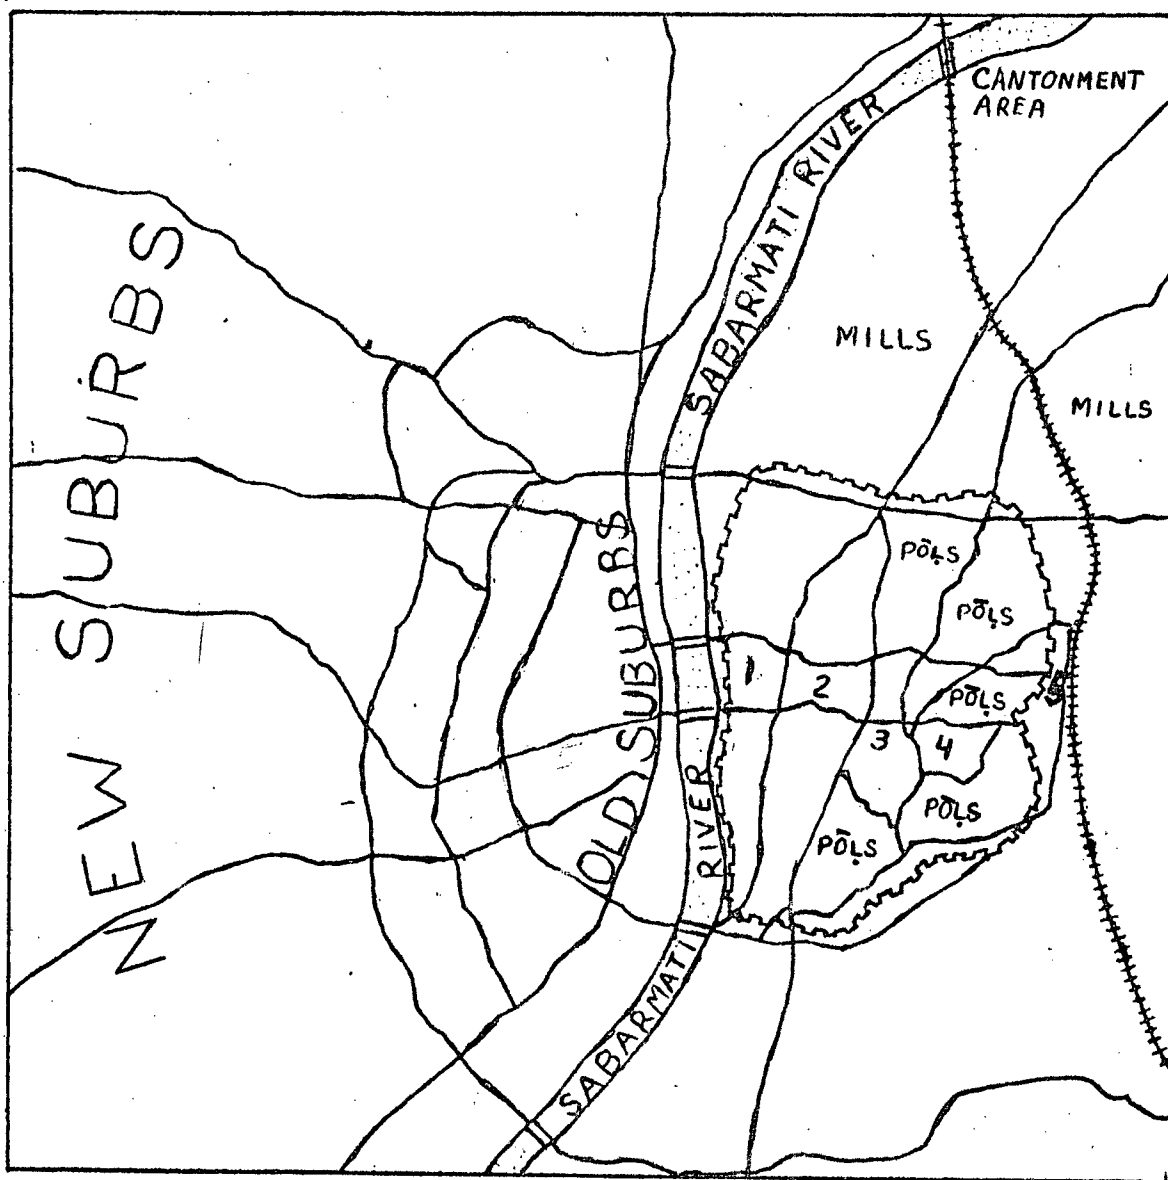 CANTONMENT
AREA
SABARMATI RIVER
MILLS
MILLS
NEW SUBURBS
OLD SUBURBS
PŌḶS
PŌḶS
1
2
PŌḶS
3
4
PŌḶS
PŌḶS
RIVER
SABARMATI